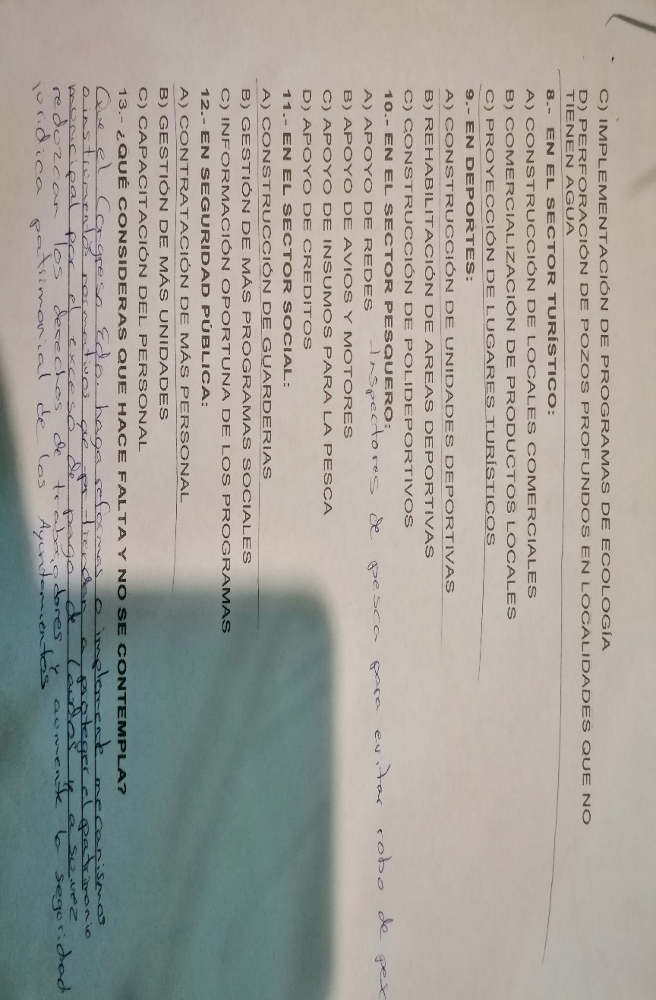 C) IMPLEMENTACIÓN DE PROGRAMAS DE ECOLOGÍA
D) PERFORACIÓN DE POZOS PROFUNDOS EN LOCALIDADES QUE NO
TIENEN AGUA
8.- EN EL SECTOR TURÍSTICO:
A) CONSTRUCCIÓN DE LOCALES COMERCIALES
B) COMERCIALIZACIÓN DE PRODUCTOS LOCALES
C) PROYECCIÓN DE LUGARES TURÍSTICOS
9.- EN DEPORTES:
A) CONSTRUCCIÓN DE UNIDADES DEPORTIVAS
B) REHABILITACIÓN DE AREAS DEPORTIVAS
C) CONSTRUCCIÓN DE POLIDEPORTIVOS
10.- EN EL SECTOR PESQUERO:
A) APOYO DE REDES - Inspectores de pesca para evitar robo de pesc
B) APOYO DE AVIOS Y MOTORES
C) APOYO DE INSUMOS PARA LA PESCA
D) APOYO DE CREDITOS
11.- EN EL SECTOR SOCIAL:
A) CONSTRUCCIÓN DE GUARDERIAS
B) GESTIÓN DE MÁS PROGRAMAS SOCIALES
C) INFORMACIÓN OPORTUNA DE LOS PROGRAMAS
12.- EN SEGURIDAD PÚBLICA:
A) CONTRATACIÓN DE MÁS PERSONAL
B) GESTIÓN DE MÁS UNIDADES
C) CAPACITACIÓN DEL PERSONAL
13.- ¿QUÉ CONSIDERAS QUE HACE FALTA Y NO SE CONTEMPLA?
Que el Congreso Edo. haga reformas o implemente mecanismos
o instrumentos normativos que tiendan a proteger el patrimonio
municipal por el exceso de pago de laudos y a su vez
reduzcan los derechos de trabajadores y aumente la seguridad
jurídica patrimonial de los Ayuntamientos